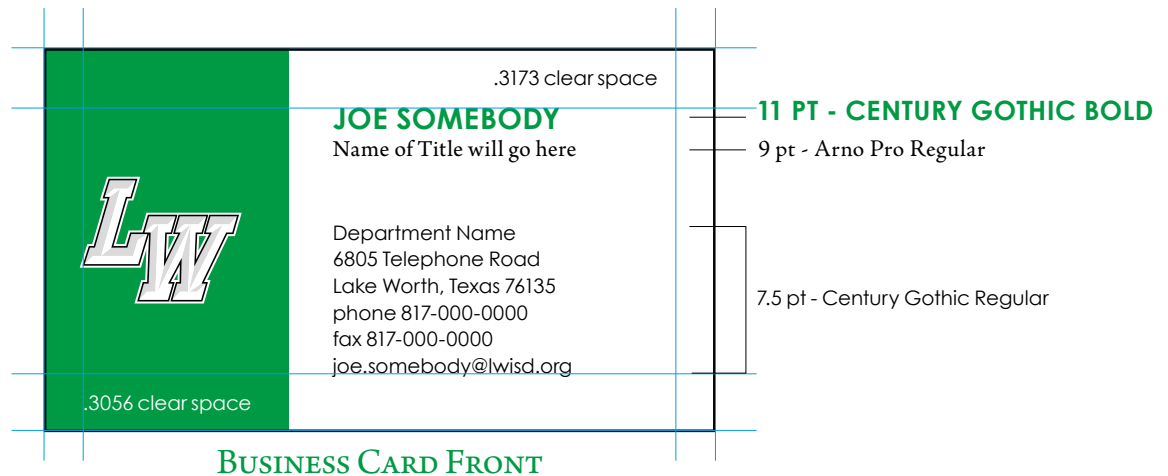 .3173 clear space
JOE SOMEBODY
11 PT - CENTURY GOTHIC BOLD
Name of Title will go here
9 pt - Arno Pro Regular
LW
Department Name
6805 Telephone Road
Lake Worth, Texas 76135
phone 817-000-0000
fax 817-000-0000
joe.somebody@lwisd.org
7.5 pt - Century Gothic Regular
.3056 clear space
Business Card Front